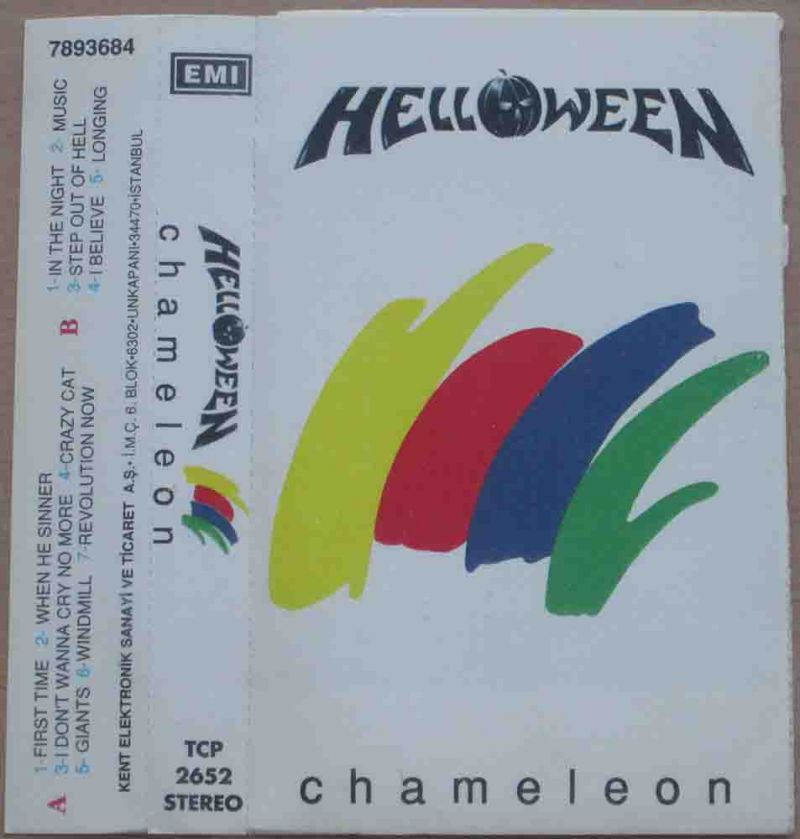 7893684
A
1-FIRST TIME 2- WHEN HE SINNER
3-I DON'T WANNA CRY NO MORE 4-CRAZY CAT
5- GIANTS 6-WINDMILL 7-REVOLUTION NOW
B
1-IN THE NIGHT 2- MUSIC
3-STEP OUT OF HELL
4-I BELIEVE 5- LONGING
KENT ELEKTRONİK SANAYİ VE TİCARET A.Ş.•İ.M.Ç. 6. BLOK•6302•UNKAPANI•34470•İSTANBUL
EMI
HELLOWEEN
chameleon
TCP
2652
STEREO
HELLOWEEN
chameleon